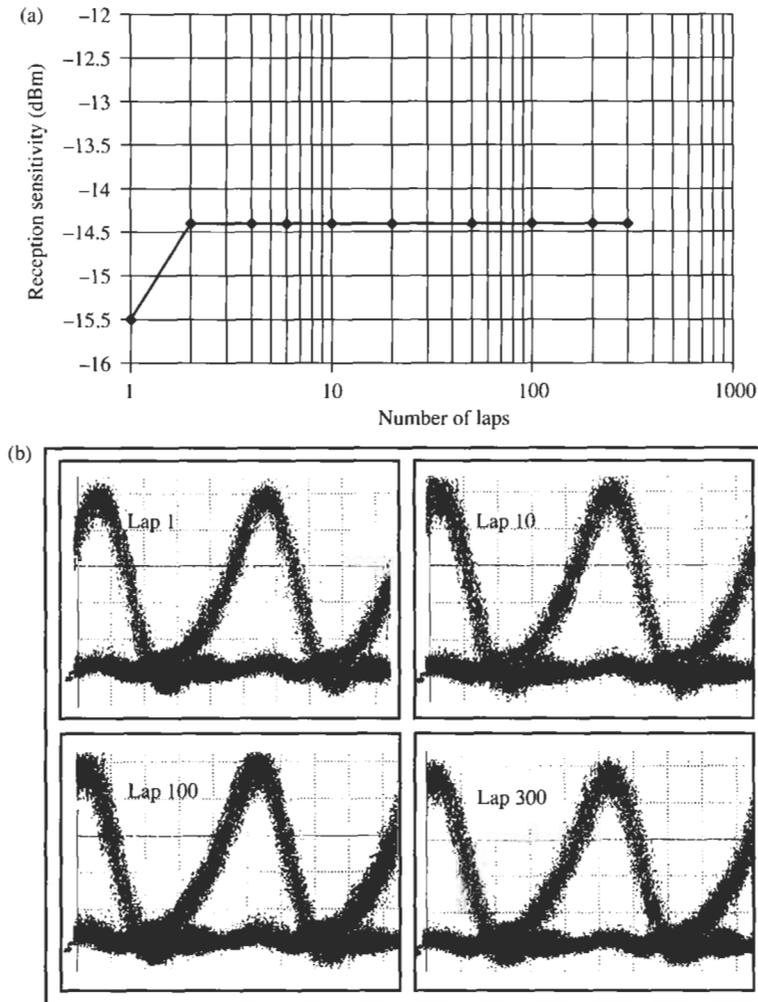 (a)
Reception sensitivity (dBm)
−12
−12.5
−13
−13.5
−14
−14.5
−15
−15.5
−16
1
10
100
1000
Number of laps
(b)
Lap 1
Lap 10
Lap 100
Lap 300